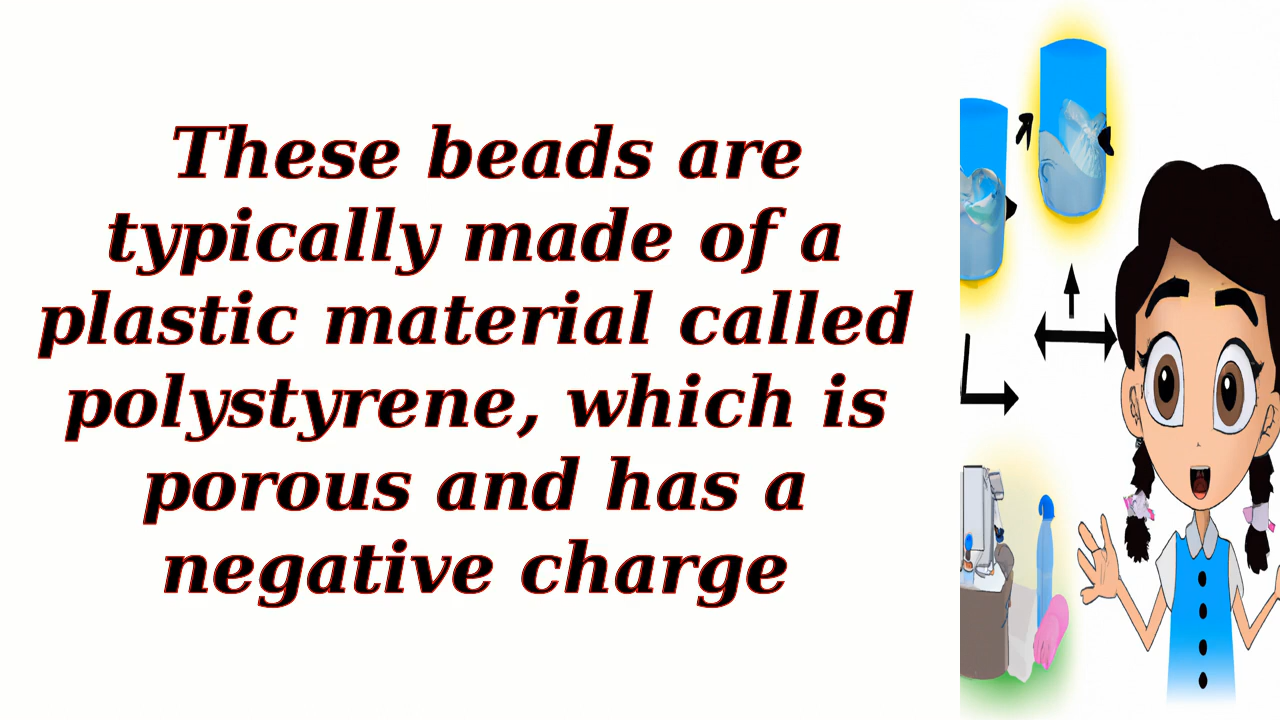 These beads are
typically made of a
plastic material called
polystyrene, which is
porous and has a
negative charge